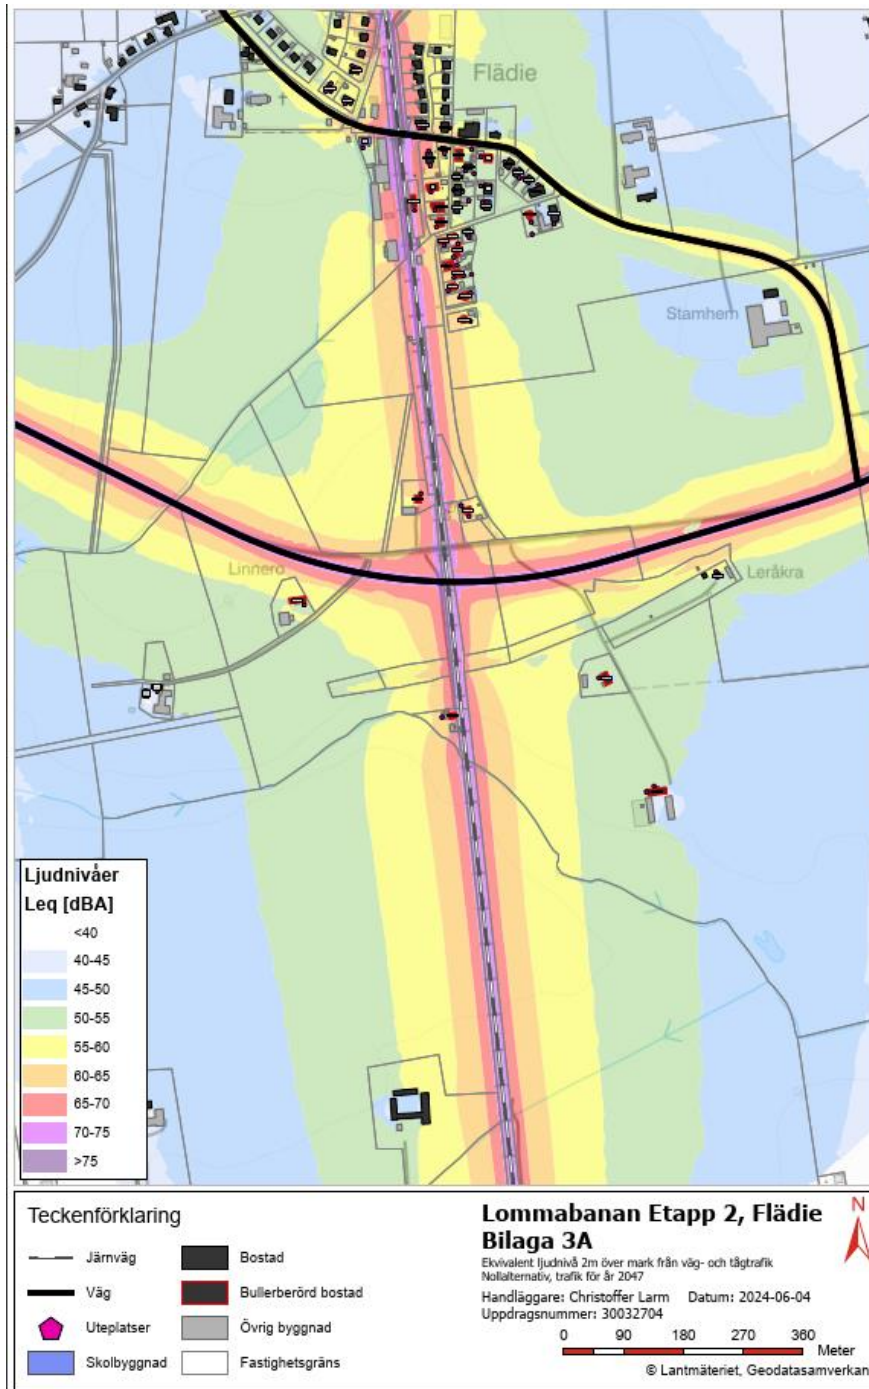 Flädie
Stamhem
Linnero
Leråkra
Ljudnivåer
Leq [dBA]
<40
40-45
45-50
50-55
55-60
60-65
65-70
70-75
>75
Teckenförklaring
Järnväg
Väg
Uteplatser
Skolbyggnad
Bostad
Bullerberörd bostad
Övrig byggnad
Fastighetsgräns
Lommabanan Etapp 2, Flädie
Bilaga 3A
Ekvivalent ljudnivå 2m över mark från väg- och tågtrafik
Nollalternativ, trafik för år 2047
Handläggare: Christoffer Larm Datum: 2024-06-04
Uppdragsnummer: 30032704
N
0 90 180 270 360
Meter
© Lantmäteriet, Geodatasamverkan